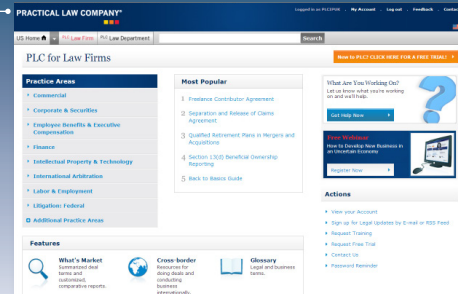 PRACTICAL LAW COMPANY®
Logged in as PLCSPUB . My Account . Log out . Feedback . Contact
US Home PLC Law Firm PLC Law Department Search
PLC for Law Firms
New to PLC? CLICK HERE FOR A FREE TRIAL!
Practice Areas
Commercial
Corporate & Securities
Employee Benefits & Executive
Compensation
Finance
Intellectual Property & Technology
International Arbitration
Labor & Employment
Litigation: Federal
Additional Practice Areas
Most Popular
1 Freelance Contributor Agreement
2 Separation and Release of Claims
Agreement
3 Qualified Retirement Plans in Mergers and
Acquisitions
4 Section 13(d) Beneficial Ownership
Reporting
5 Back to Basics Guide
What Are You Working On?
Let us know what you're working
on and we'll help.
Get Help Now
Free Webinar
How to Develop New Business in
an Uncertain Economy
Register Now
Actions
View your Account
Sign up for Legal Updates by E-mail or RSS Feed
Request Training
Request Free Trial
Contact Us
Password Reminder
Features
What's Market
Summarized deal
terms and
customized,
comparative reports.
Cross-border
Resources for
doing deals and
conducting
business
internationally.
Glossary
Legal and business
terms.